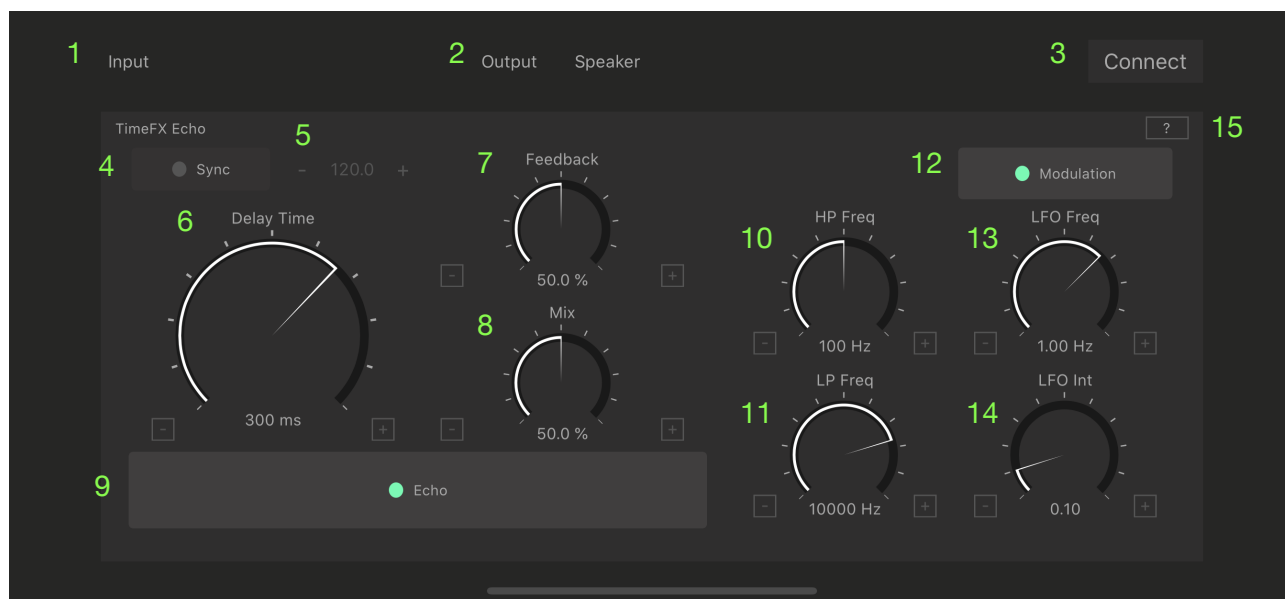 1 Input 2 Output Speaker 3 Connect
TimeFX Echo ? 15
4 Sync 5 - 120.0 +
7 Feedback
12 Modulation
6 Delay Time
- 50.0 % +
8 Mix
10 HP Freq
13 LFO Freq
- 100 Hz +
- 1.00 Hz +
- 300 ms +
- 50.0 % +
11 LP Freq
14 LFO Int
9 Echo
- 10000 Hz +
- 0.10 +